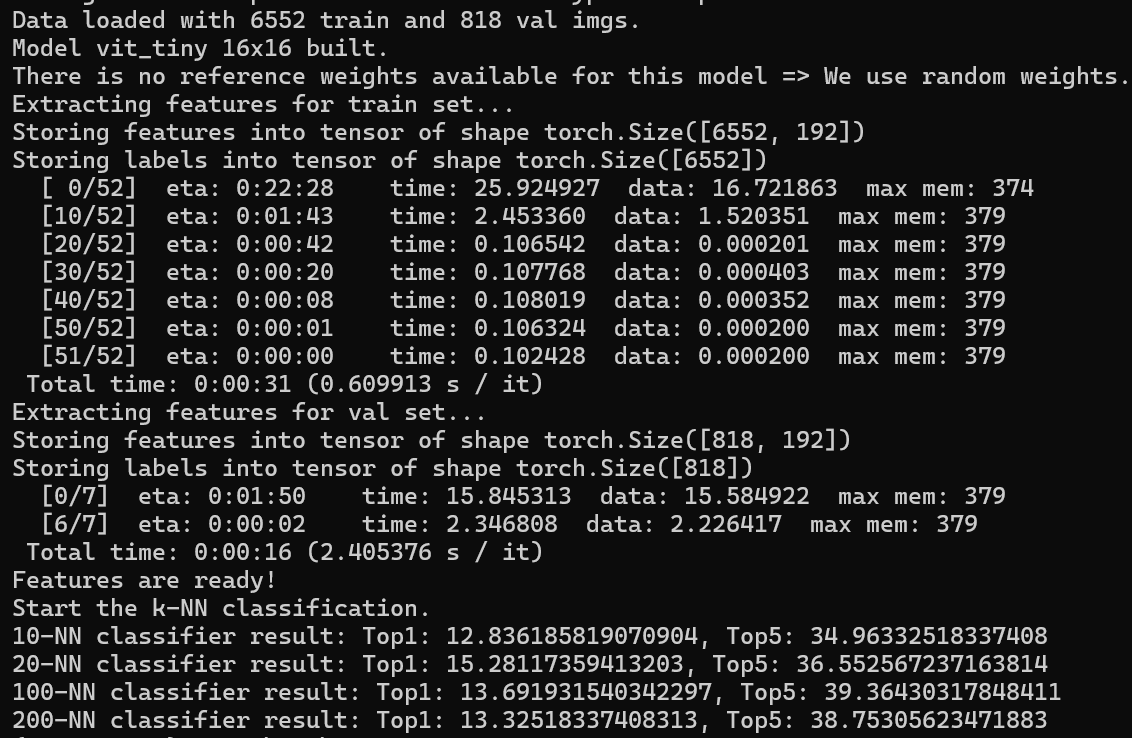 Data loaded with 6552 train and 818 val imgs.
Model vit_tiny 16x16 built.
There is no reference weights available for this model => We use random weights.
Extracting features for train set...
Storing features into tensor of shape torch.Size([6552, 192])
Storing labels into tensor of shape torch.Size([6552])
  [ 0/52]  eta: 0:22:28    time: 25.924927  data: 16.721863  max mem: 374
  [10/52]  eta: 0:01:43    time: 2.453360  data: 1.520351  max mem: 379
  [20/52]  eta: 0:00:42    time: 0.106542  data: 0.000201  max mem: 379
  [30/52]  eta: 0:00:20    time: 0.107768  data: 0.000403  max mem: 379
  [40/52]  eta: 0:00:08    time: 0.108019  data: 0.000352  max mem: 379
  [50/52]  eta: 0:00:01    time: 0.106324  data: 0.000200  max mem: 379
  [51/52]  eta: 0:00:00    time: 0.102428  data: 0.000200  max mem: 379
 Total time: 0:00:31 (0.609913 s / it)
Extracting features for val set...
Storing features into tensor of shape torch.Size([818, 192])
Storing labels into tensor of shape torch.Size([818])
  [0/7]  eta: 0:01:50    time: 15.845313  data: 15.584922  max mem: 379
  [6/7]  eta: 0:00:02    time: 2.346808  data: 2.226417  max mem: 379
 Total time: 0:00:16 (2.405376 s / it)
Features are ready!
Start the k-NN classification.
10-NN classifier result: Top1: 12.836185819070904, Top5: 34.96332518337408
20-NN classifier result: Top1: 15.28117359413203, Top5: 36.552567237163814
100-NN classifier result: Top1: 13.691931540342297, Top5: 39.36430317848411
200-NN classifier result: Top1: 13.32518337408313, Top5: 38.75305623471883